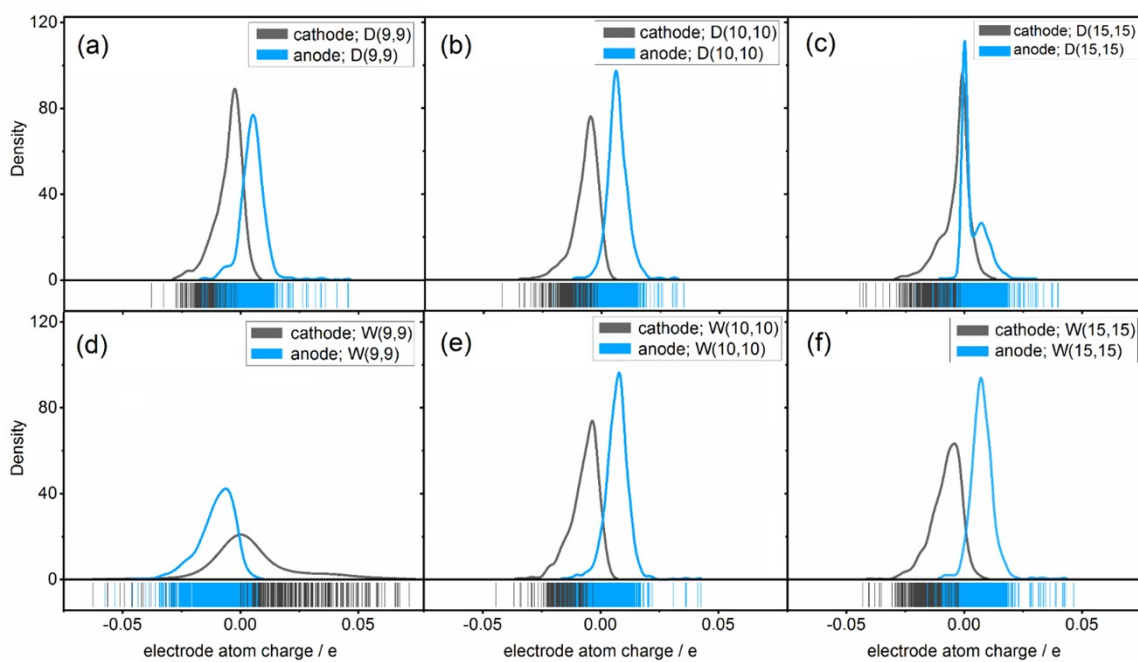 120
80
40
0
Density
(a)
cathode; D(9,9)
anode; D(9,9)
(b)
cathode; D(10,10)
anode; D(10,10)
(c)
cathode; D(15,15)
anode; D(15,15)
120
80
40
0
Density
(d)
cathode; W(9,9)
anode; W(9,9)
(e)
cathode; W(10,10)
anode; W(10,10)
(f)
cathode; W(15,15)
anode; W(15,15)
-0.05 0.00 0.05
-0.05 0.00 0.05
-0.05 0.00 0.05
electrode atom charge / e
electrode atom charge / e
electrode atom charge / e